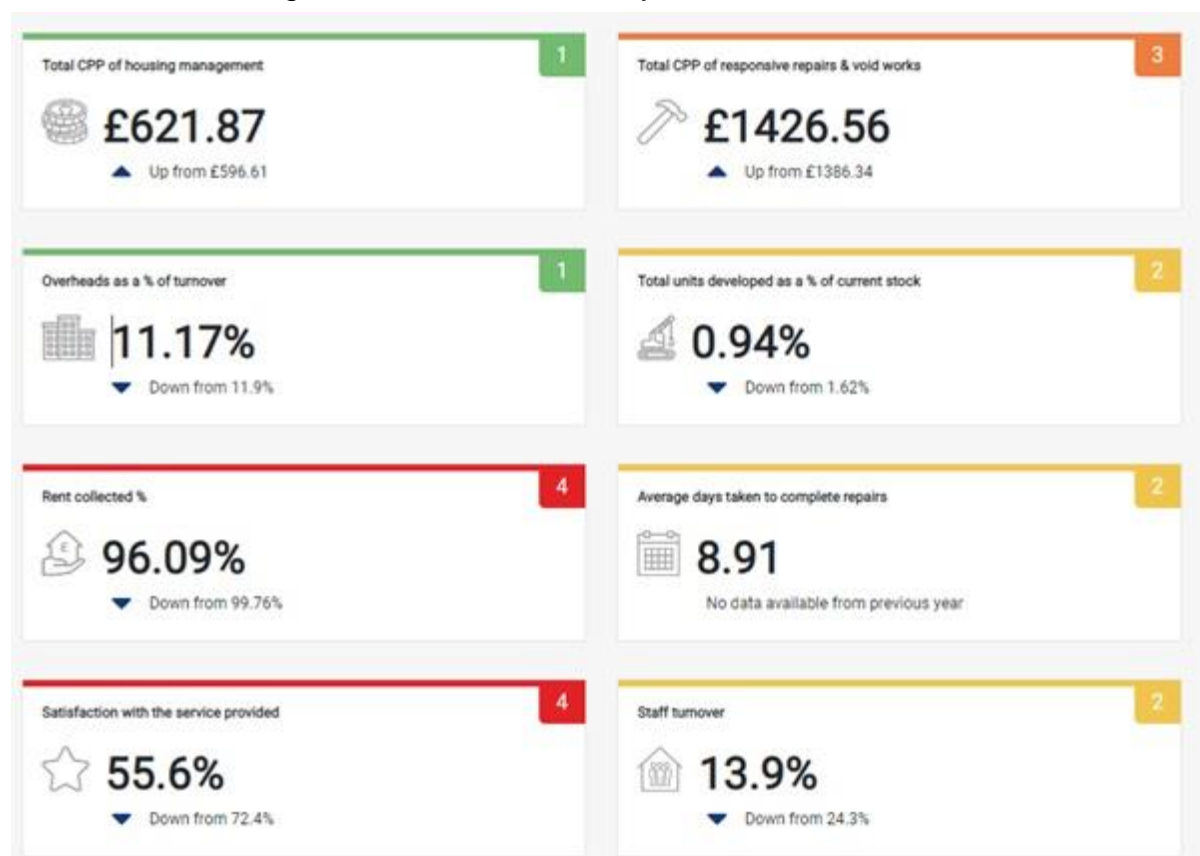 Total CPP of housing management
1
£621.87
Up from £596.61
Total CPP of responsive repairs & void works
3
£1426.56
Up from £1386.34
Overheads as a % of turnover
1
11.17%
Down from 11.9%
Total units developed as a % of current stock
2
0.94%
Down from 1.62%
Rent collected %
4
£
96.09%
Down from 99.76%
Average days taken to complete repairs
2
8.91
No data available from previous year
Satisfaction with the service provided
4
55.6%
Down from 72.4%
Staff turnover
2
13.9%
Down from 24.3%